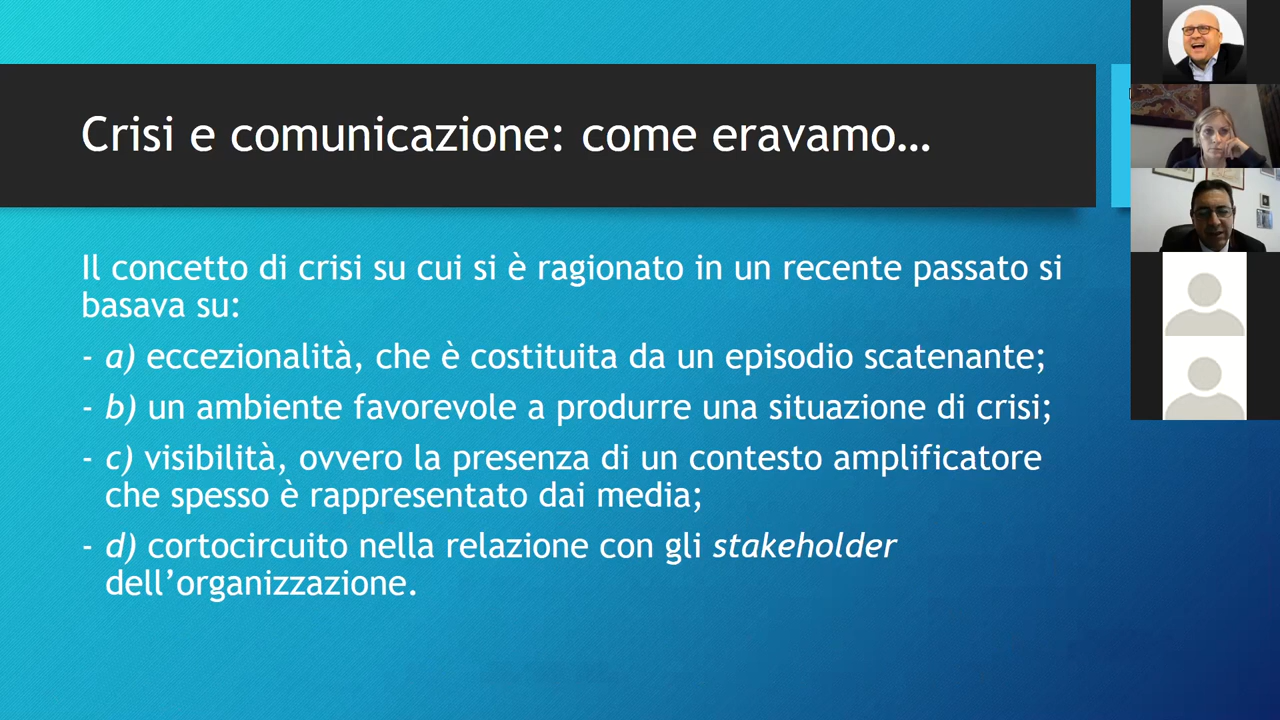 Crisi e comunicazione: come eravamo…
Il concetto di crisi su cui si è ragionato in un recente passato si
basava su:
- a) eccezionalità, che è costituita da un episodio scatenante;
- b) un ambiente favorevole a produrre una situazione di crisi;
- c) visibilità, ovvero la presenza di un contesto amplificatore
che spesso è rappresentato dai media;
- d) cortocircuito nella relazione con gli stakeholder
dell’organizzazione.